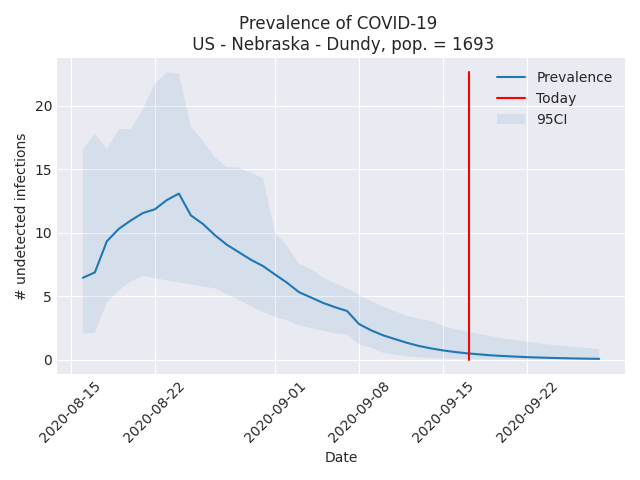 Prevalence of COVID-19
US - Nebraska - Dundy, pop. = 1693
Prevalence
Today
95CI
# undetected infections
20
15
10
5
0
2020-08-15
2020-08-22
2020-09-01
2020-09-08
2020-09-15
2020-09-22
Date